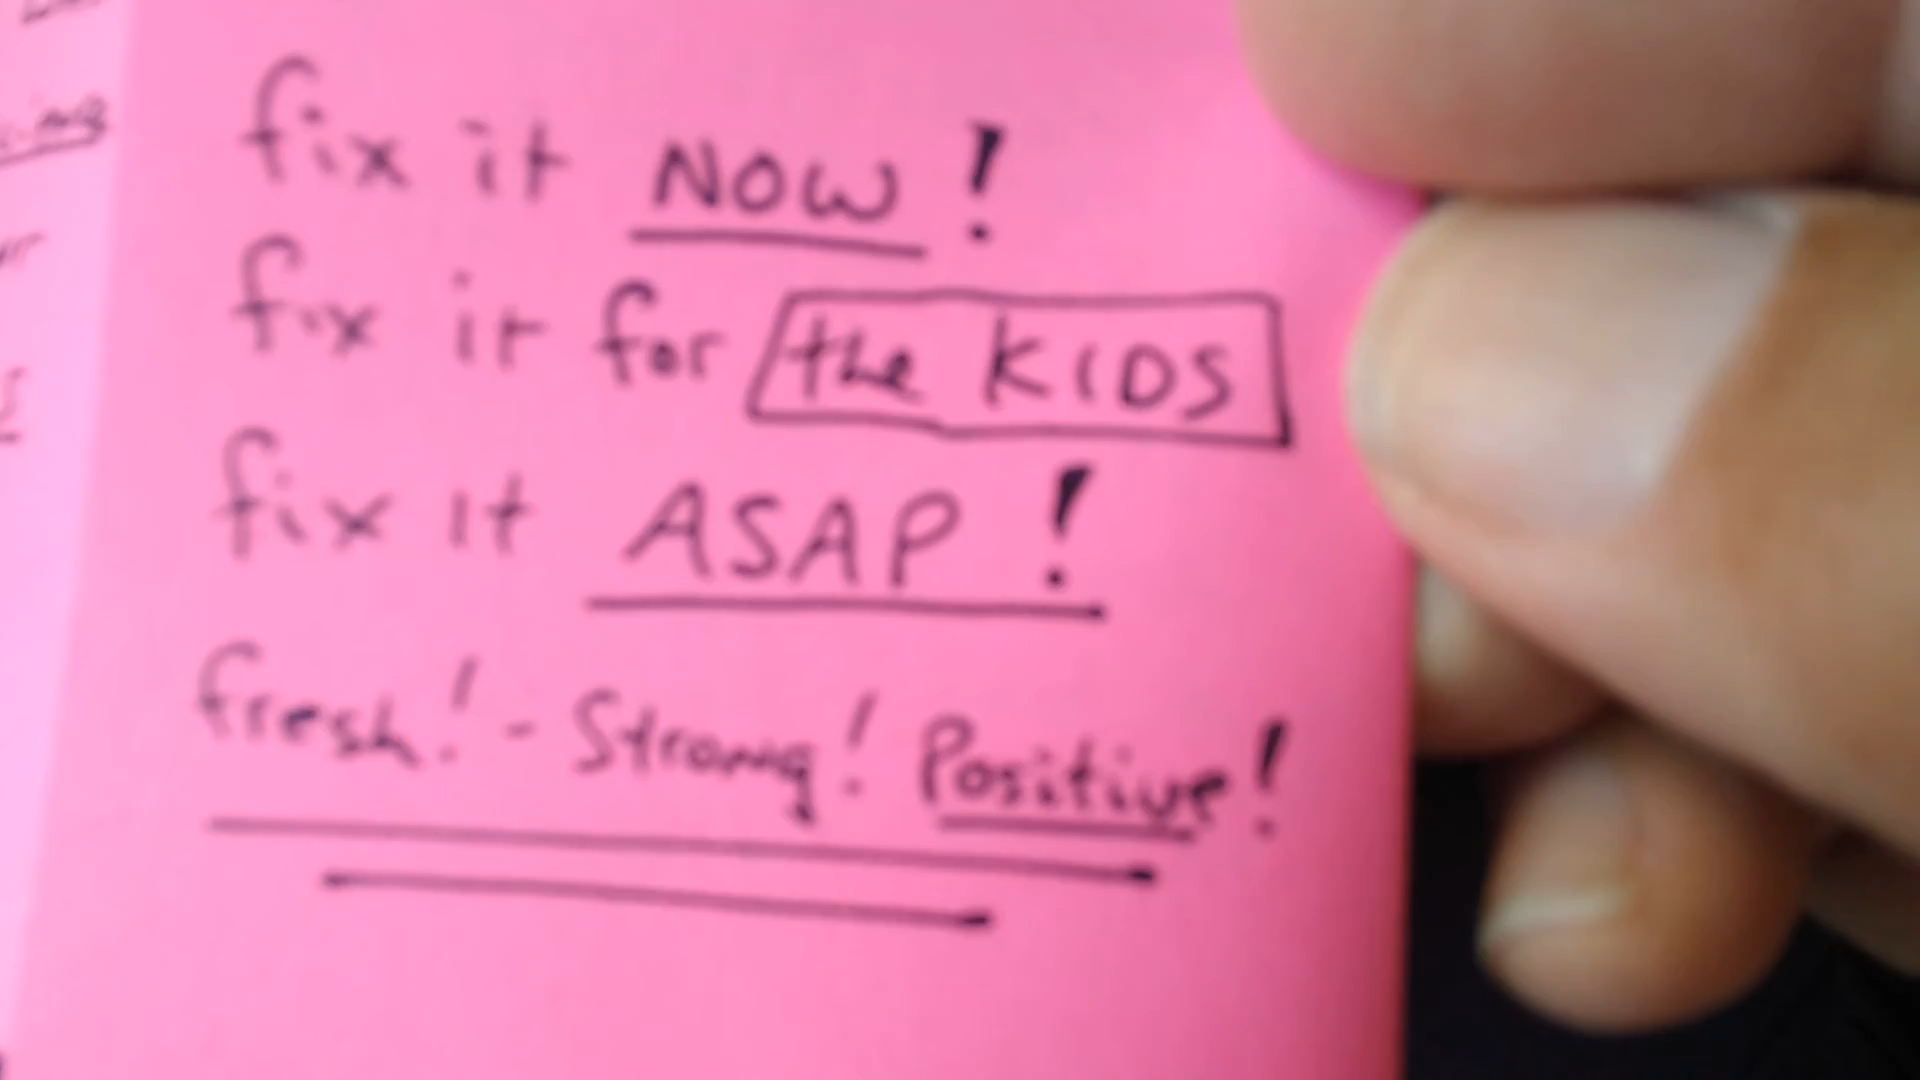 fix it NOW!
fix it for the KIDS
fix it ASAP!
fresh! - Strong! Positive!